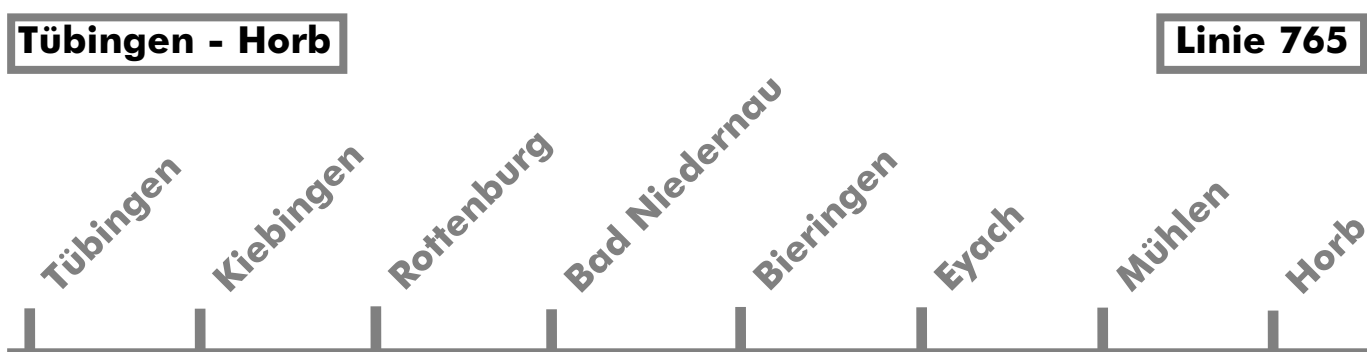 Tübingen - Horb
Linie 765
Tübingen
Kiebingen
Rottenburg
Bad Niedernau
Bieringen
Eyach
Mühlen
Horb